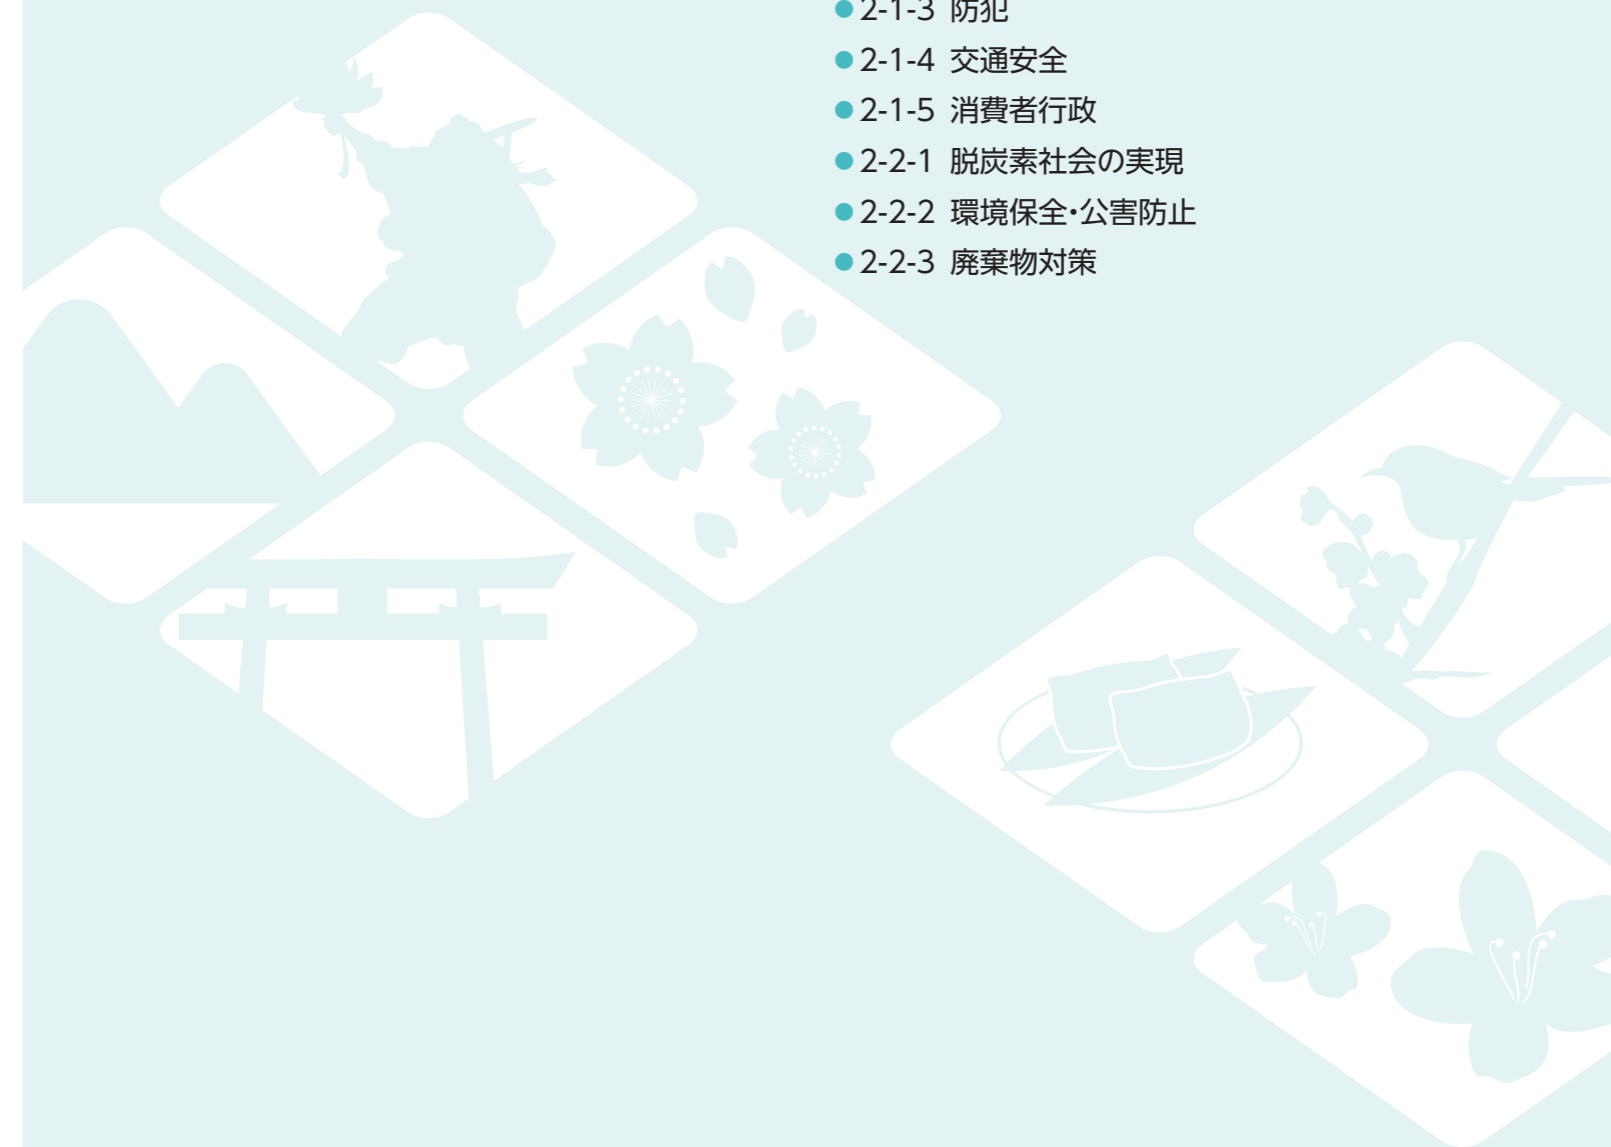 ● 2-1-3 防犯
● 2-1-4 交通安全
● 2-1-5 消費者行政
● 2-2-1 脱炭素社会の実現
● 2-2-2 環境保全・公害防止
● 2-2-3 廃棄物対策